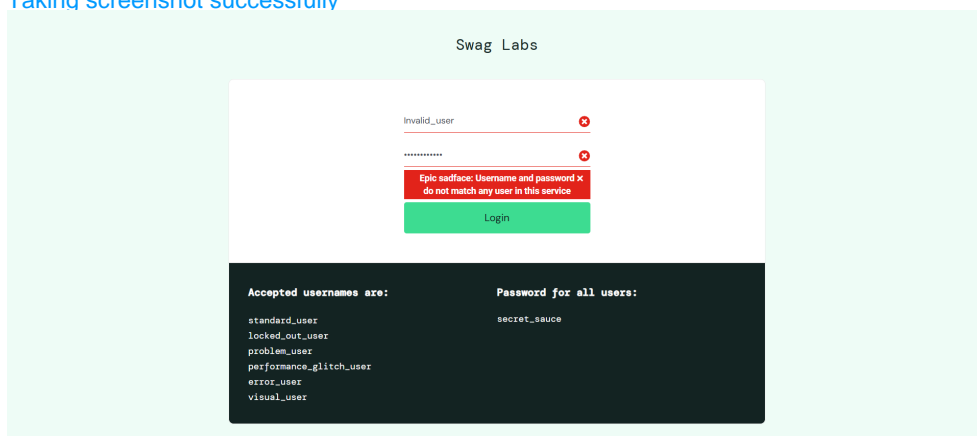 Taking screenshot successfully
Swag Labs
Invalid_user
••••••••••••
Epic sadface: Username and password
do not match any user in this service
Login
Accepted usernames are:
standard_user
locked_out_user
problem_user
performance_glitch_user
error_user
visual_user
Password for all users:
secret_sauce